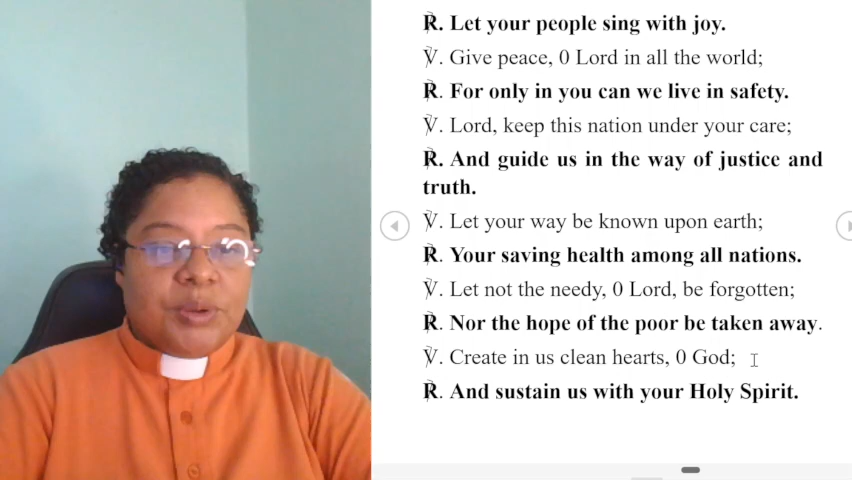 ℟. Let your people sing with joy.
℣. Give peace, 0 Lord in all the world;
℟. For only in you can we live in safety.
℣. Lord, keep this nation under your care;
℟. And guide us in the way of justice and
truth.
℣. Let your way be known upon earth;
℟. Your saving health among all nations.
℣. Let not the needy, 0 Lord, be forgotten;
℟. Nor the hope of the poor be taken away.
℣. Create in us clean hearts, 0 God;
℟. And sustain us with your Holy Spirit.